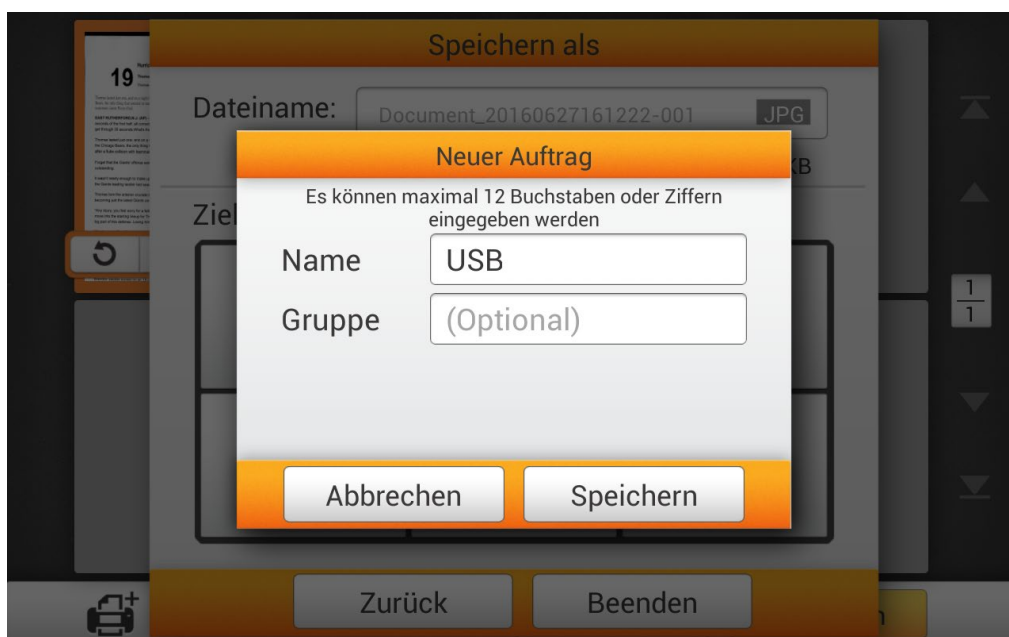 Speichern als
19
Dateiname:
Document_20160627161222-001
JPG
KB
Neuer Auftrag
Es können maximal 12 Buchstaben oder Ziffern
eingegeben werden
Ziel
Name
USB
Gruppe
(Optional)
1
1
Abbrechen
Speichern
Zurück
Beenden
n